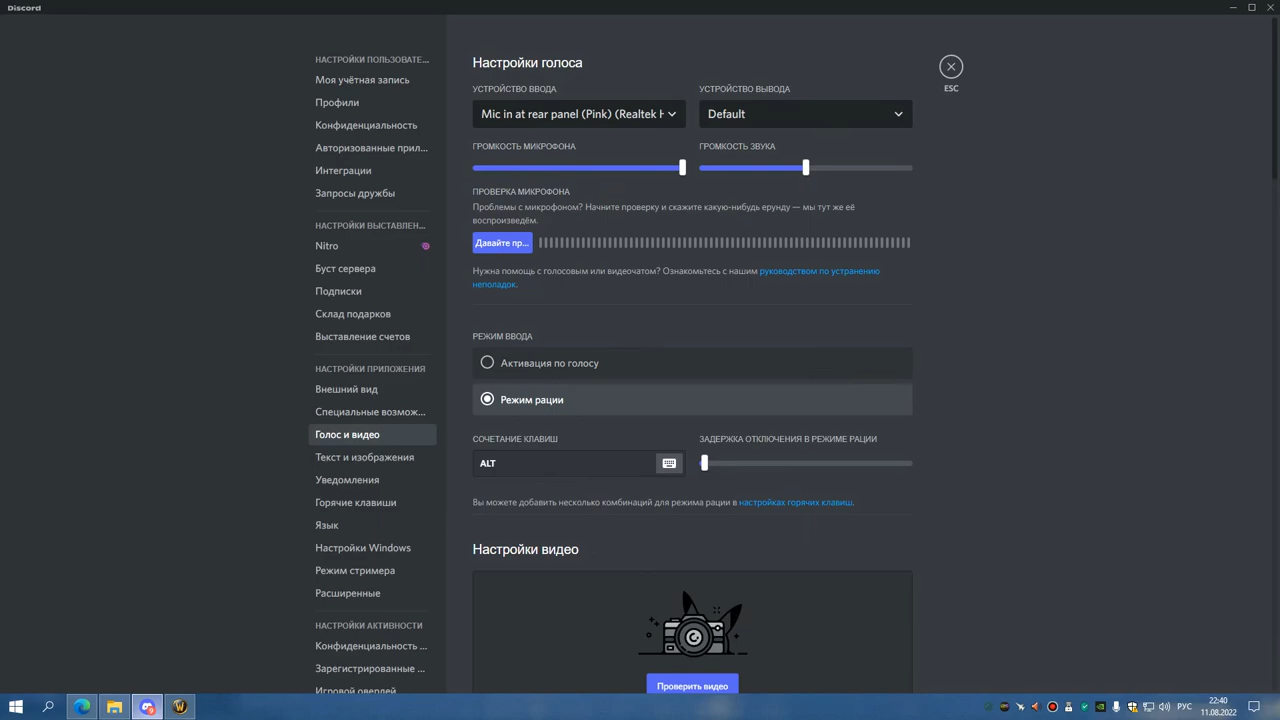 Discord
НАСТРОЙКИ ПОЛЬЗОВАТЕ...
Моя учётная запись
Профили
Конфиденциальность
Авторизованные прил...
Интеграции
Запросы дружбы
НАСТРОЙКИ ВЫСТАВЛЕН...
Nitro
Буст сервера
Подписки
Склад подарков
Выставление счетов
НАСТРОЙКИ ПРИЛОЖЕНИЯ
Внешний вид
Специальные возмож...
Голос и видео
Текст и изображения
Уведомления
Горячие клавиши
Язык
Настройки Windows
Режим стримера
Расширенные
НАСТРОЙКИ АКТИВНОСТИ
Конфиденциальность ...
Зарегистрированные ...
Игровой оверлей
Настройки голоса
УСТРОЙСТВО ВВОДА
УСТРОЙСТВО ВЫВОДА
Mic in at rear panel (Pink) (Realtek H
Default
ГРОМКОСТЬ МИКРОФОНА
ГРОМКОСТЬ ЗВУКА
ПРОВЕРКА МИКРОФОНА
Проблемы с микрофоном? Начните проверку и скажите какую-нибудь ерунду — мы тут же её
воспроизведём.
Давайте пр...
Нужна помощь с голосовым или видеочатом? Ознакомьтесь с нашим руководством по устранению
неполадок.
РЕЖИМ ВВОДА
Активация по голосу
Режим рации
СОЧЕТАНИЕ КЛАВИШ
ЗАДЕРЖКА ОТКЛЮЧЕНИЯ В РЕЖИМЕ РАЦИИ
ALT
Вы можете добавить несколько комбинаций для режима рации в настройках горячих клавиш.
Настройки видео
Проверить видео
ESC
РУС
22:40
11.08.2022